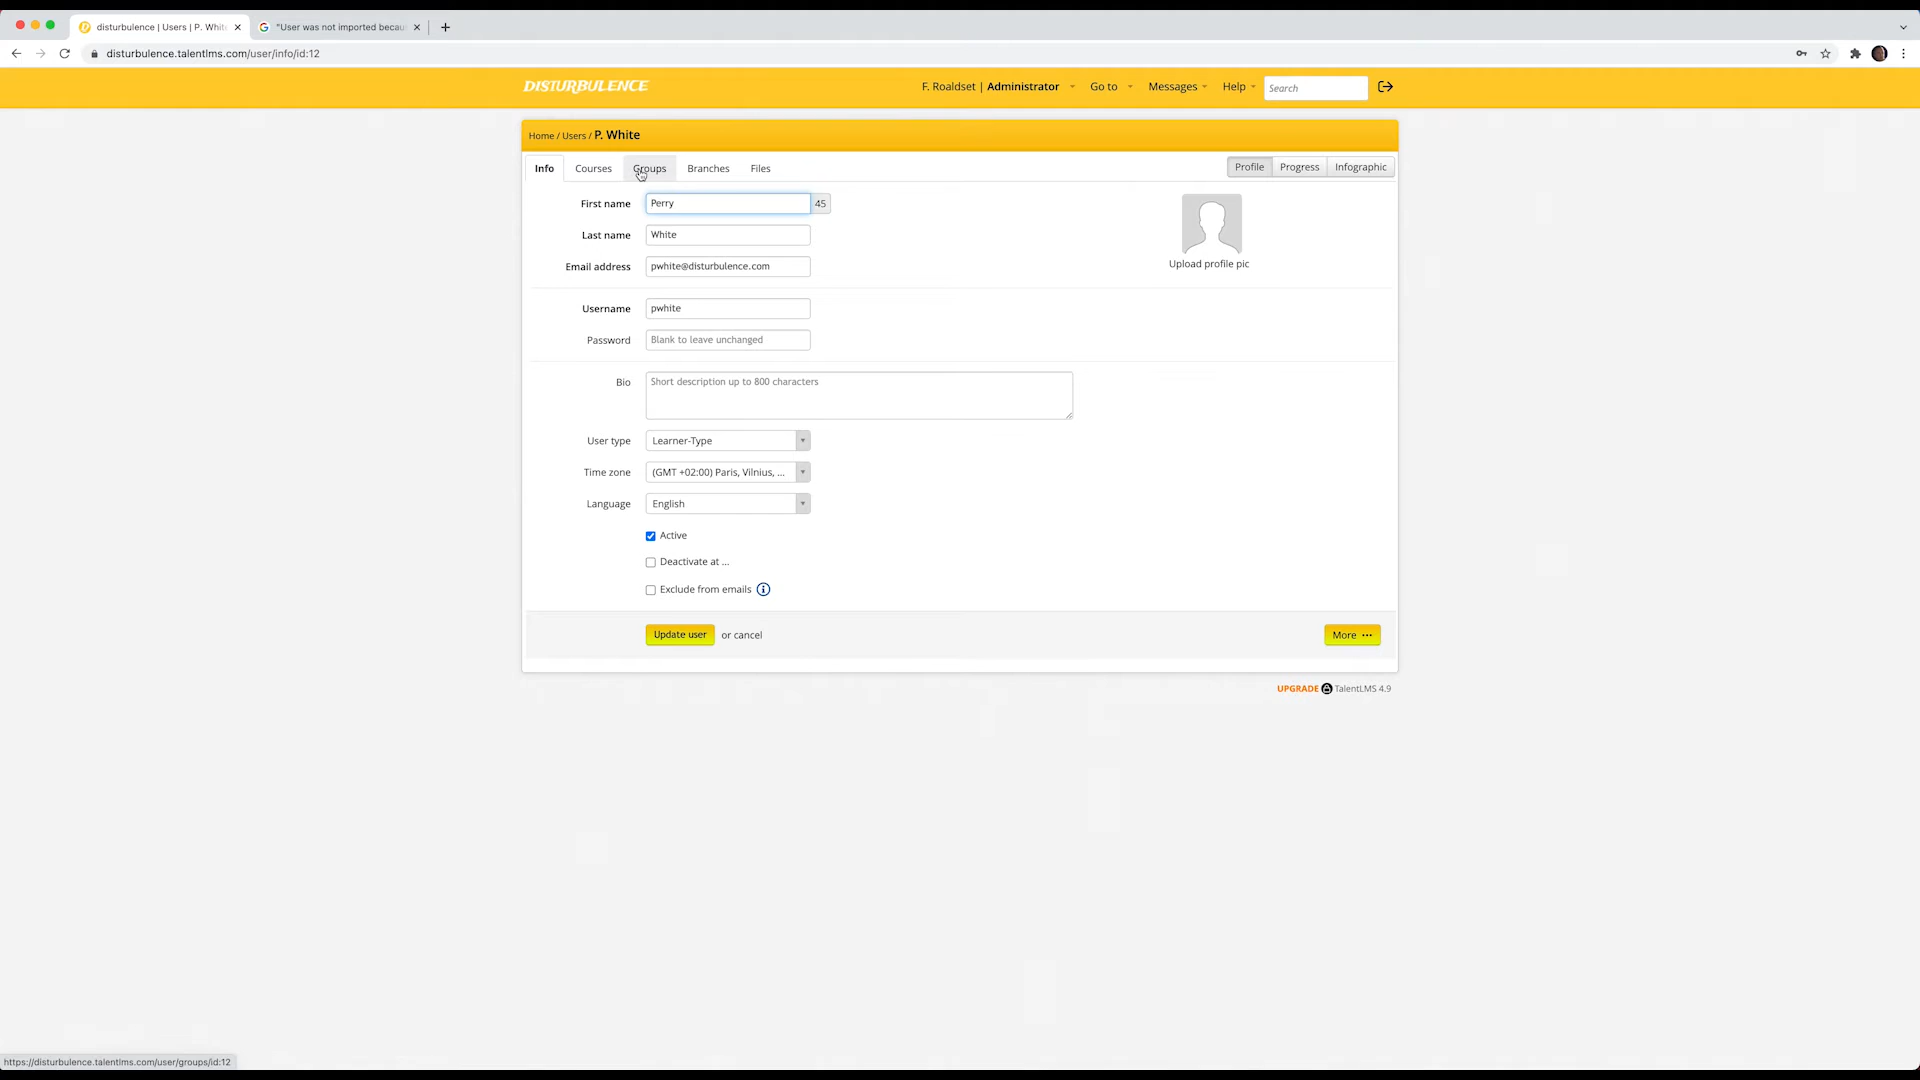 disturbulence | Users | P. Whit
"User was not imported becau
disturbulence.talentlms.com/user/info/id:12
DISTURBULENCE
F. Roaldset | Administrator
Go to
Messages
Help
Search
Home / Users / P. White
Info
Courses
Groups
Branches
Files
Profile
Progress
Infographic
First name
Perry
45
Last name
White
Email address
pwhite@disturbulence.com
Upload profile pic
Username
pwhite
Password
Blank to leave unchanged
Bio
Short description up to 800 characters
User type
Learner-Type
Time zone
(GMT +02:00) Paris, Vilnius, ...
Language
English
Active
Deactivate at ...
Exclude from emails
Update user
or cancel
More
UPGRADE TalentLMS 4.9
https://disturbulence.talentlms.com/user/groups/id:12